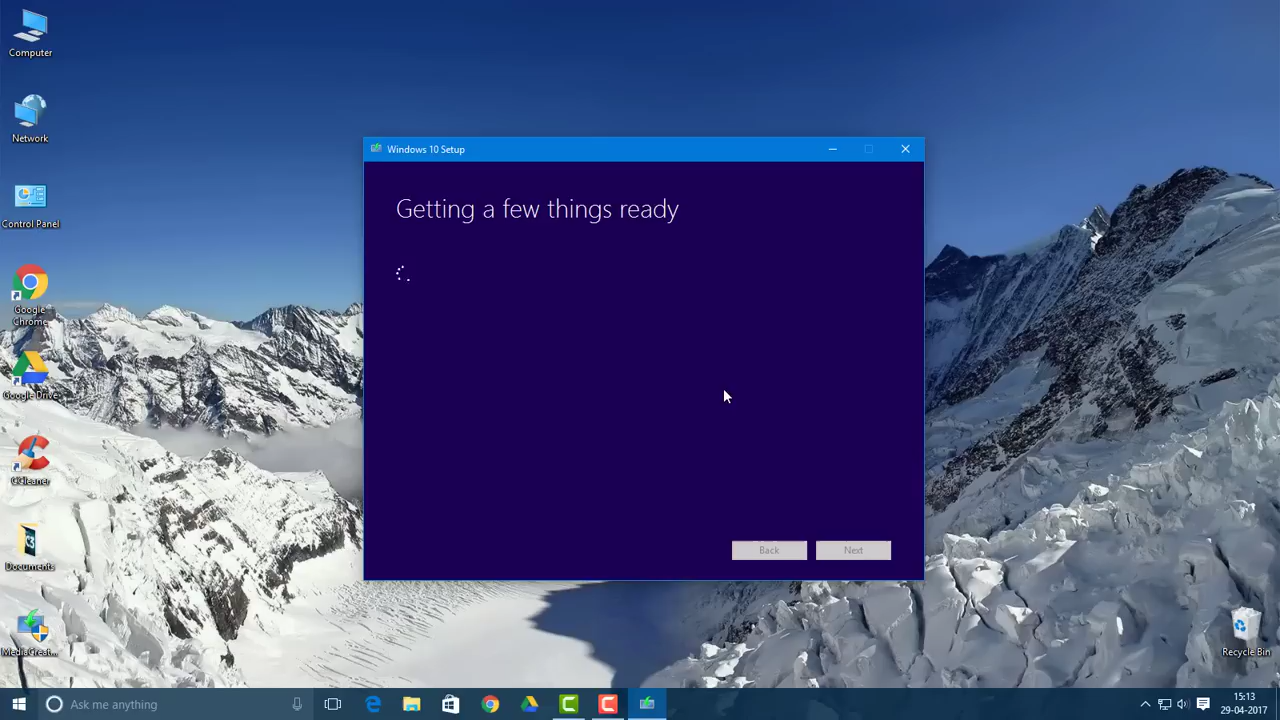 Computer
Network
Control Panel
Google
Chrome
Google Drive
CCleaner
Documents
MediaCreat...
Windows 10 Setup
Getting a few things ready
Back
Next
Recycle Bin
Ask me anything
15:13
29-04-2017